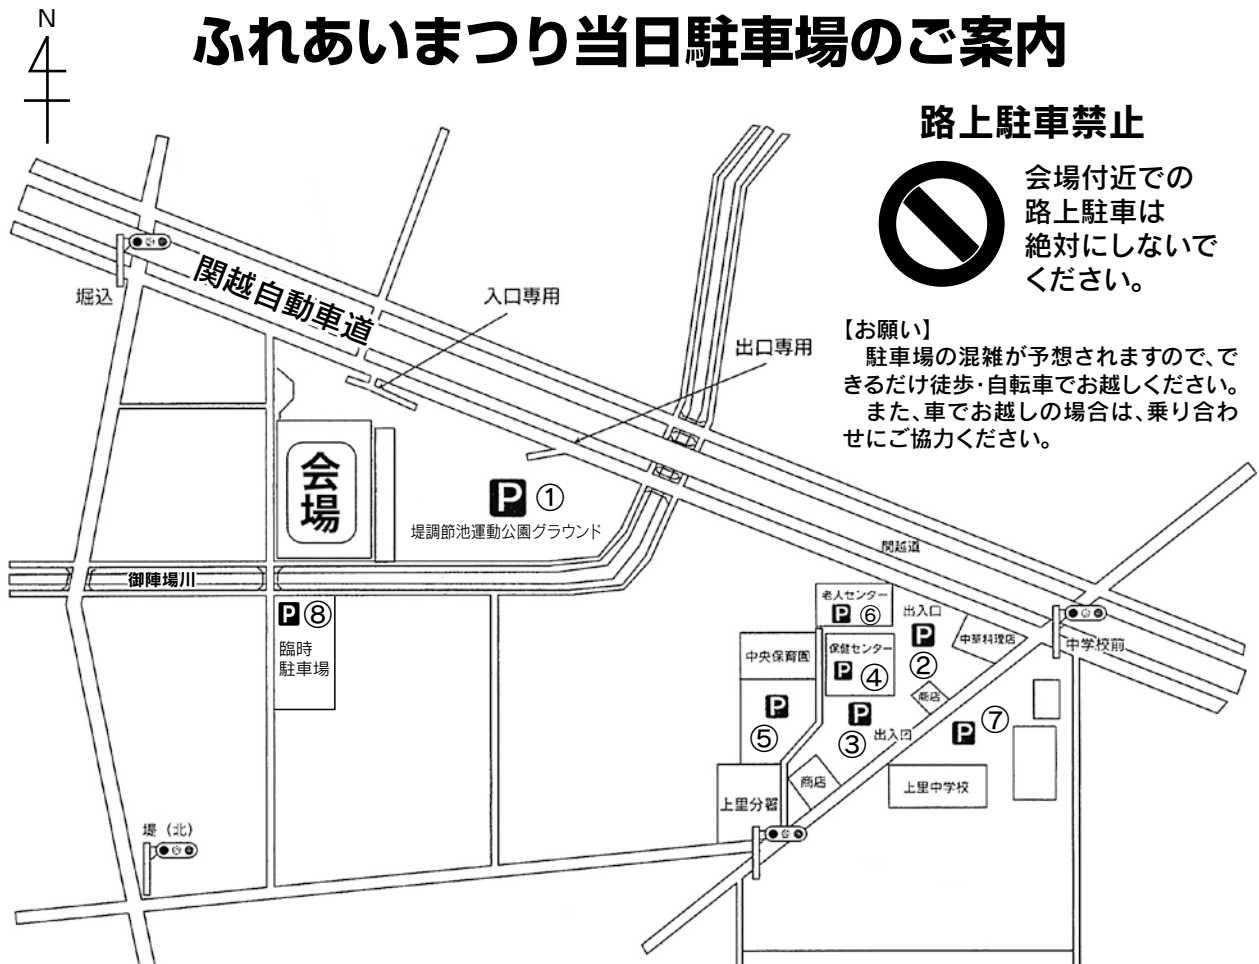 N
ふれあいまつり当日駐車場のご案内
路上駐車禁止
会場付近での
路上駐車は
絶対にしないで
ください。
【お願い】
駐車場の混雑が予想されますので、で
きるだけ徒歩・自転車でお越しください。
また、車でお越しの場合は、乗り合わ
せにご協力ください。
堀込
関越自動車道
入口専用
出口専用
会場
P ①
堤調節池運動公園グラウンド
関越道
御陣場川
P ⑧
臨時
駐車場
老人センター
P ⑥
出入口
P
②
中華料理店
中学校前
中央保育園
保健センター
P ④
商店
P
⑤
P
③
出入口
P ⑦
商店
上里中学校
上里分署
堤（北）